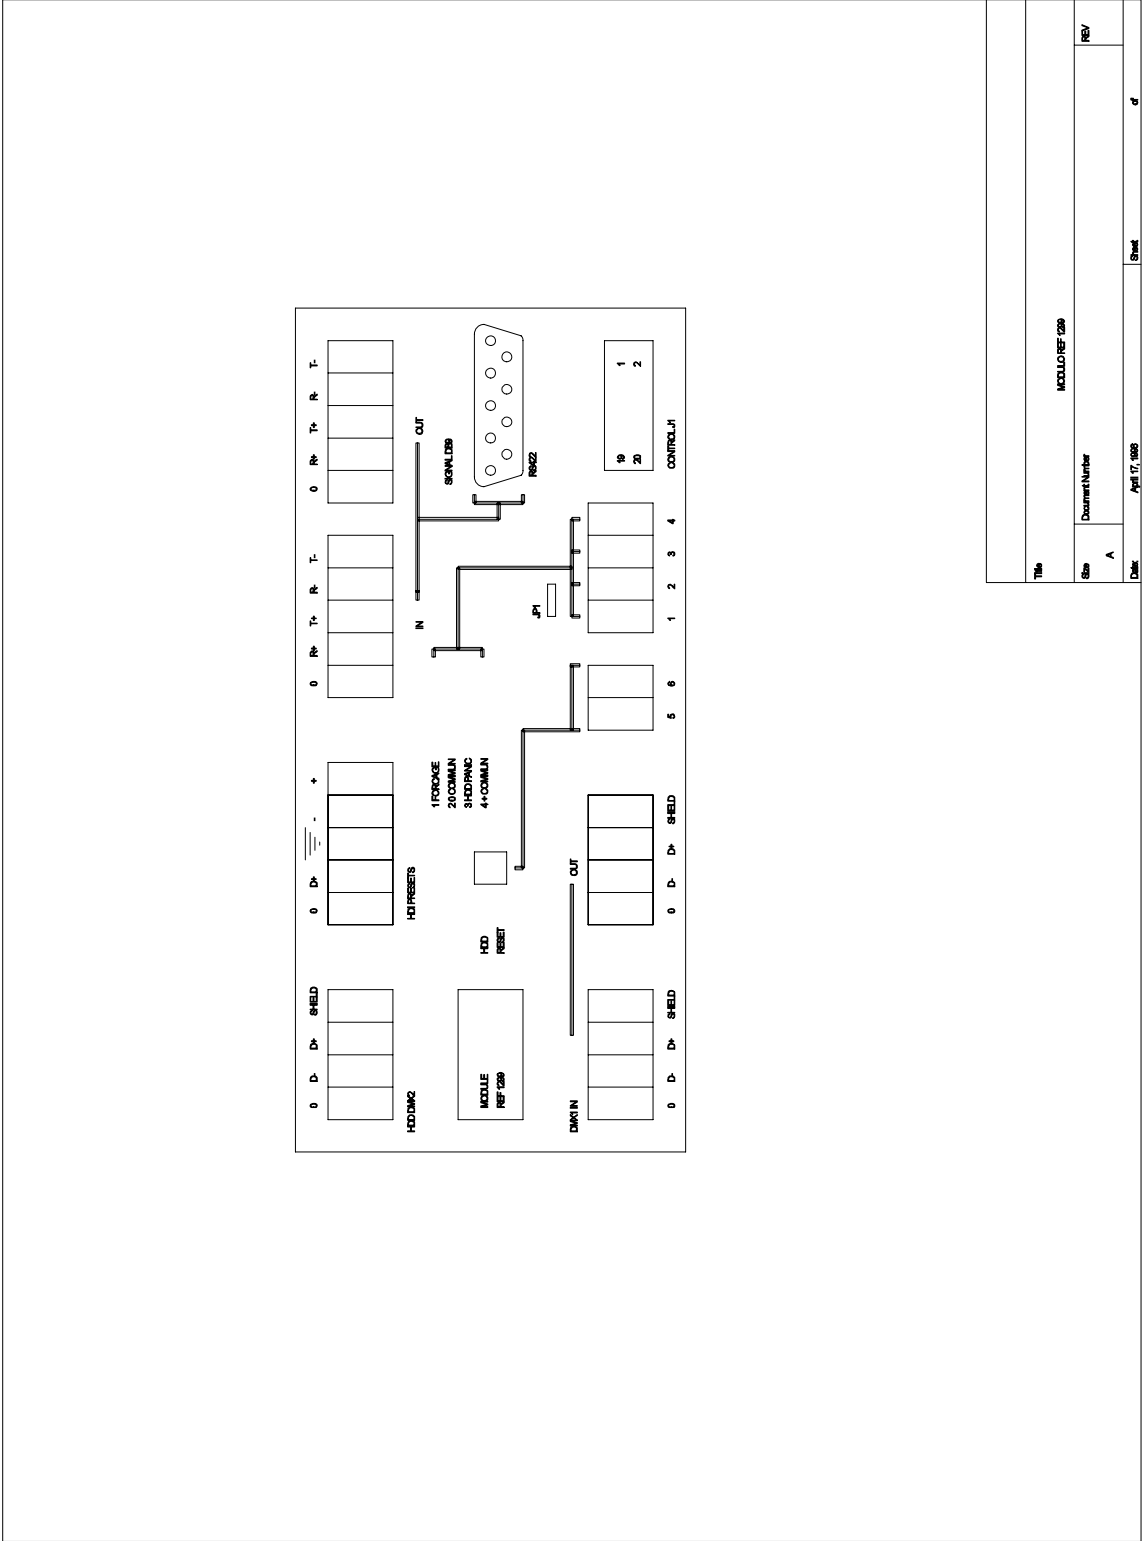 0 D- D+ SHIELD
0 D+ - +
0 R+ T+ R- T-
0 R+ T+ R- T-
HDD DMX2
HDI PRESETS
IN
OUT
1 FORCAGE
2 0 COMMUN
3 HDD PANIC
4 + COMMUN
SIGNAL DB9
MODULE
REF 1299
HDD
RESET
RS422
JP1
DMX1 IN
OUT
19 1
20 2
0 D- D+ SHIELD
0 D- D+ SHIELD
5 6
1 2 3 4
CONTROL J1
Title
MODULO REF 1299
Size
A
Document Number
REV
Date: April 17, 1998
Sheet of